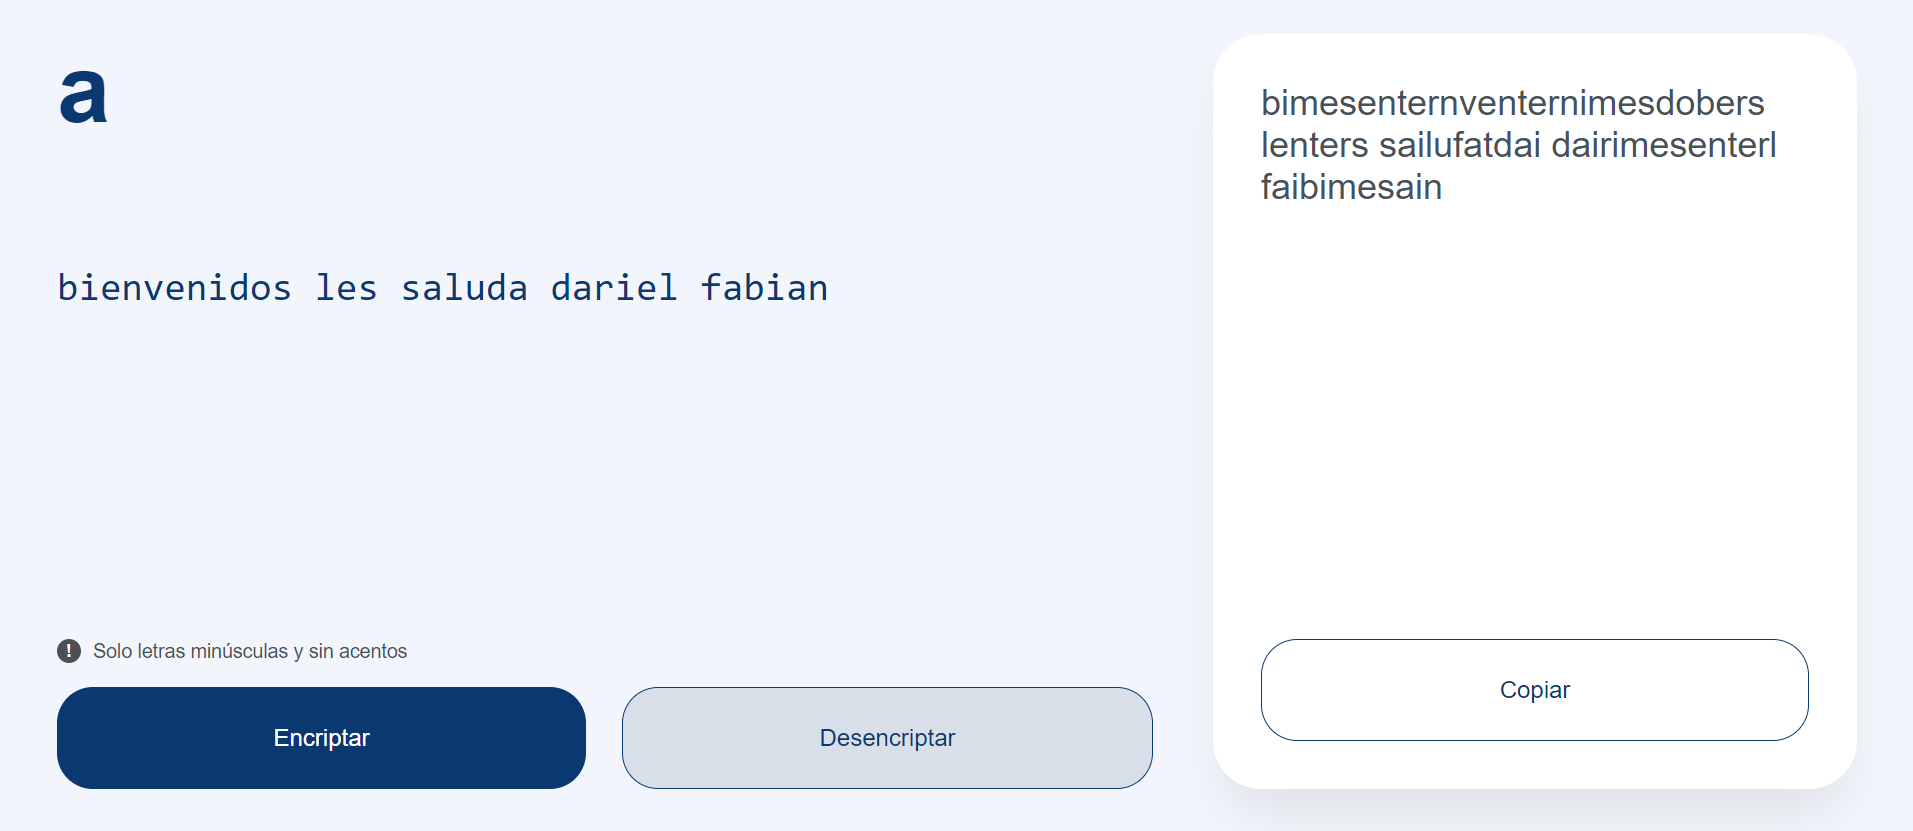 a
bienvenidos les saluda dariel fabian
Solo letras minúsculas y sin acentos
Encriptar
Desencriptar
bimesenternventernimesdobers
lenters sailufatdai dairimesenterl
faibimesain
Copiar